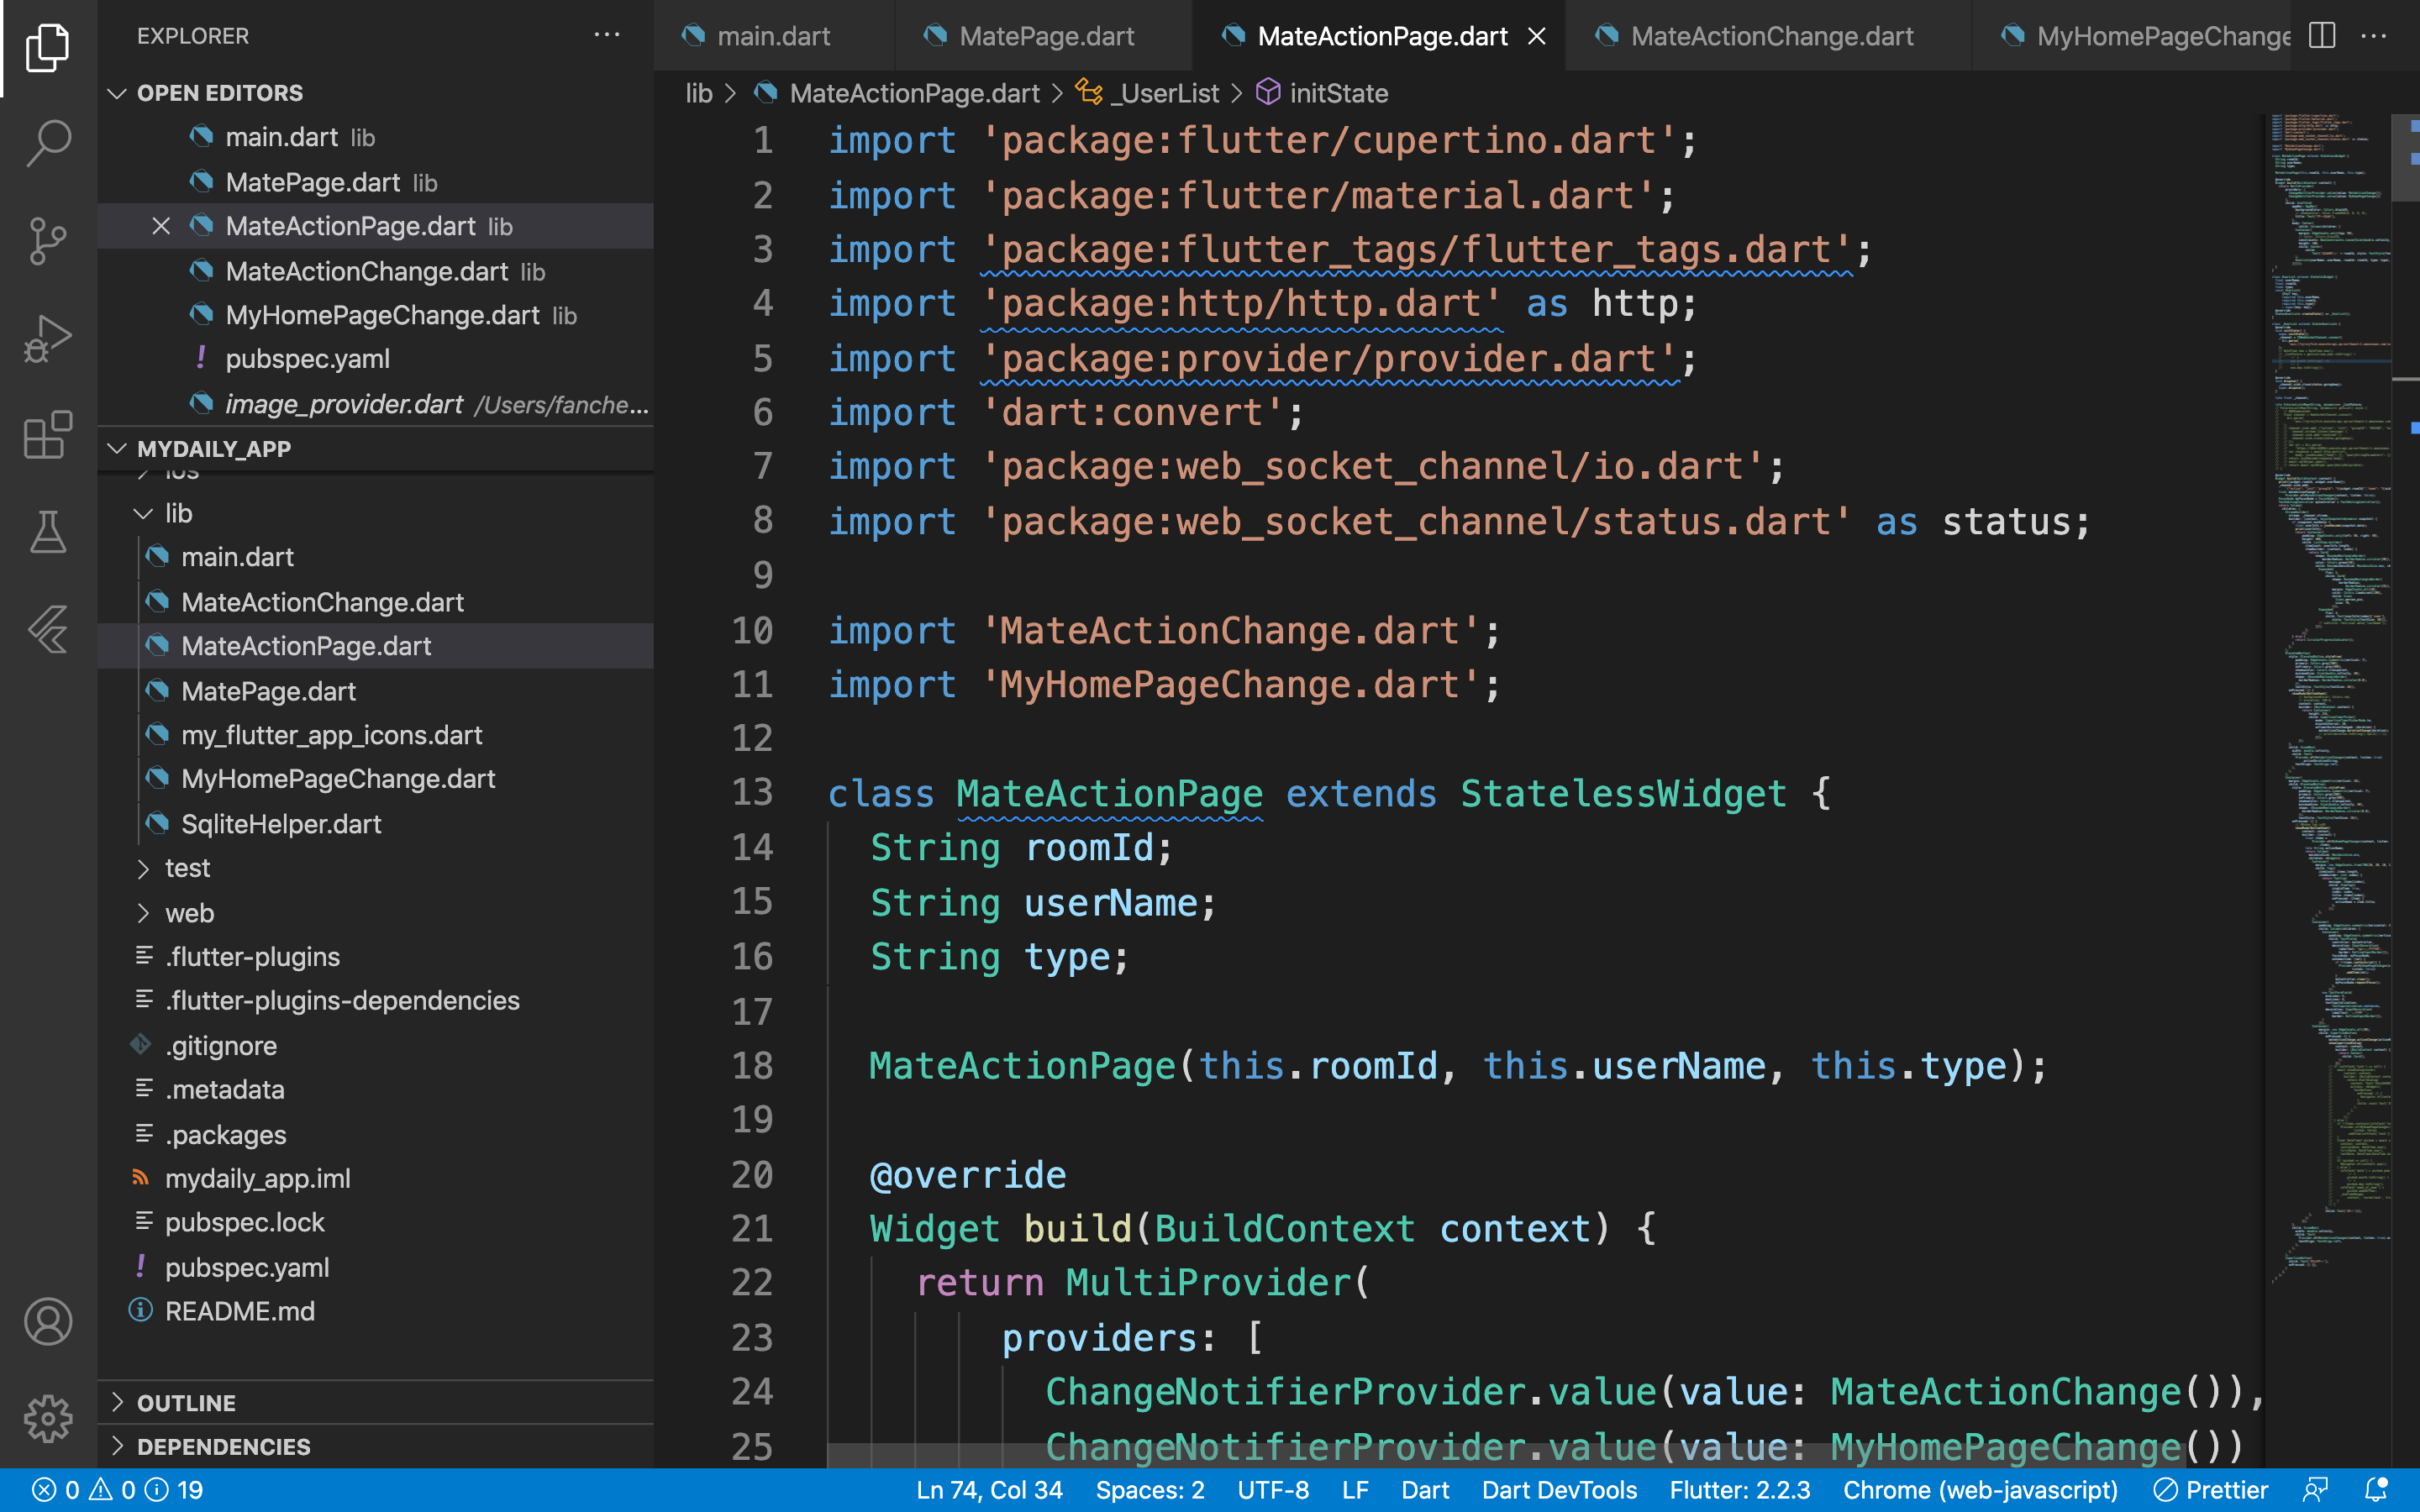 EXPLORER
OPEN EDITORS
main.dart lib
MatePage.dart lib
MateActionPage.dart lib
MateActionChange.dart lib
MyHomePageChange.dart lib
! pubspec.yaml
image_provider.dart /Users/fanche...
MYDAILY_APP
ios
lib
main.dart
MateActionChange.dart
MateActionPage.dart
MatePage.dart
my_flutter_app_icons.dart
MyHomePageChange.dart
SqliteHelper.dart
test
web
.flutter-plugins
.flutter-plugins-dependencies
.gitignore
.metadata
.packages
mydaily_app.iml
pubspec.lock
! pubspec.yaml
README.md
OUTLINE
DEPENDENCIES
main.dart MatePage.dart MateActionPage.dart MateActionChange.dart MyHomePageChange
lib > MateActionPage.dart > _UserList > initState
1 import 'package:flutter/cupertino.dart';
2 import 'package:flutter/material.dart';
3 import 'package:flutter_tags/flutter_tags.dart';
4 import 'package:http/http.dart' as http;
5 import 'package:provider/provider.dart';
6 import 'dart:convert';
7 import 'package:web_socket_channel/io.dart';
8 import 'package:web_socket_channel/status.dart' as status;
9
10 import 'MateActionChange.dart';
11 import 'MyHomePageChange.dart';
12
13 class MateActionPage extends StatelessWidget {
14 String roomId;
15 String userName;
16 String type;
17
18 MateActionPage(this.roomId, this.userName, this.type);
19
20 @override
21 Widget build(BuildContext context) {
22 return MultiProvider(
23 providers: [
24 ChangeNotifierProvider.value(value: MateActionChange()),
25 ChangeNotifierProvider.value(value: MyHomePageChange())
0 0 19 Ln 74, Col 34 Spaces: 2 UTF-8 LF Dart Dart DevTools Flutter: 2.2.3 Chrome (web-javascript) Prettier